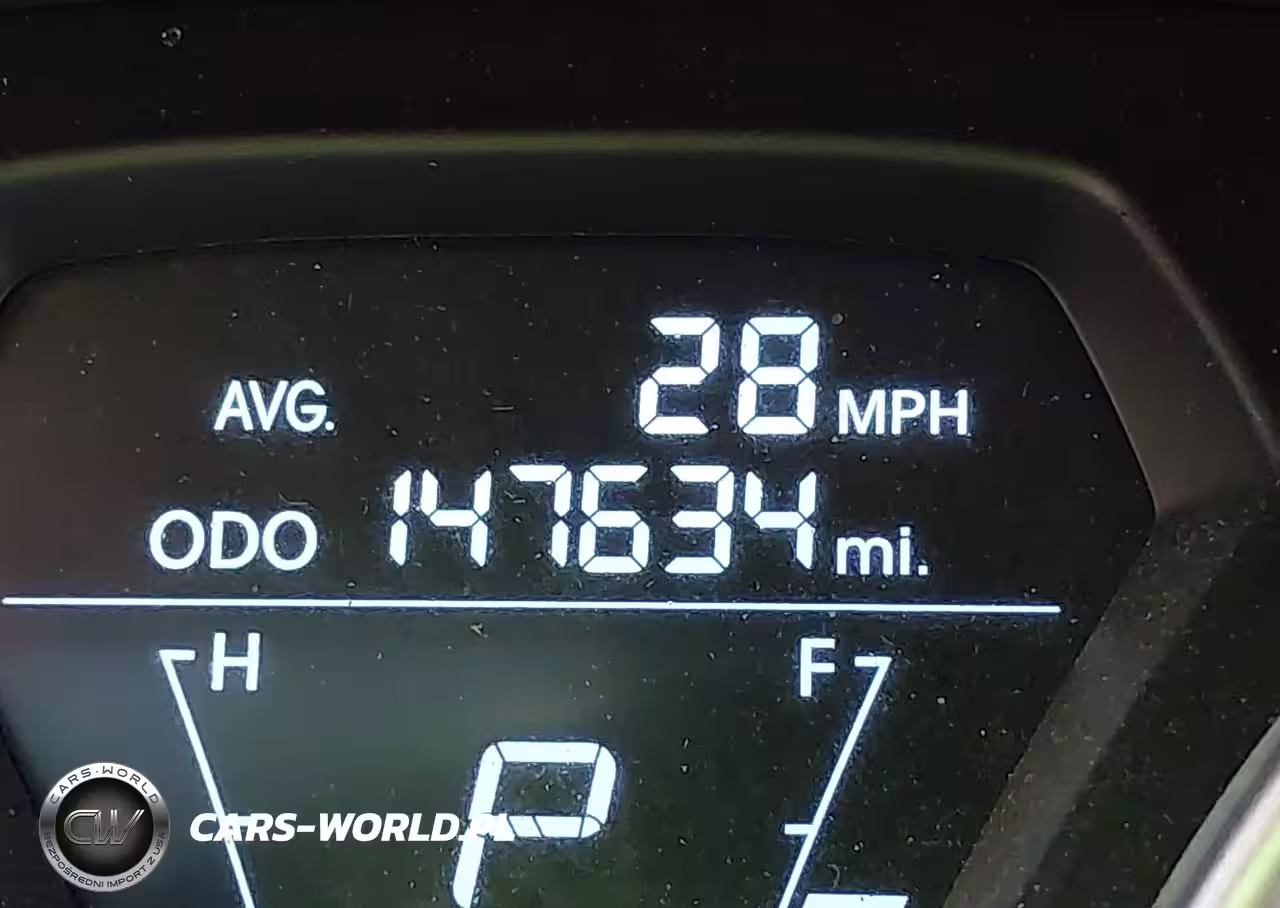 AVG. 28 MPH
ODO 147634 mi.
H F
P
CARS-WORLD
CW
BEZPOŚREDNI IMPORT Z USA
CARS-WORLD.PL